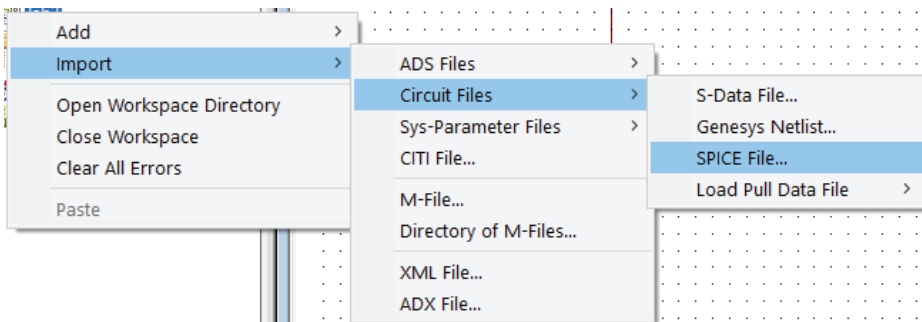 Add
Import
Open Workspace Directory
Close Workspace
Clear All Errors
Paste
ADS Files
Circuit Files
Sys-Parameter Files
CITI File...
M-File...
Directory of M-Files...
XML File...
ADX File...
S-Data File...
Genesys Netlist...
SPICE File...
Load Pull Data File